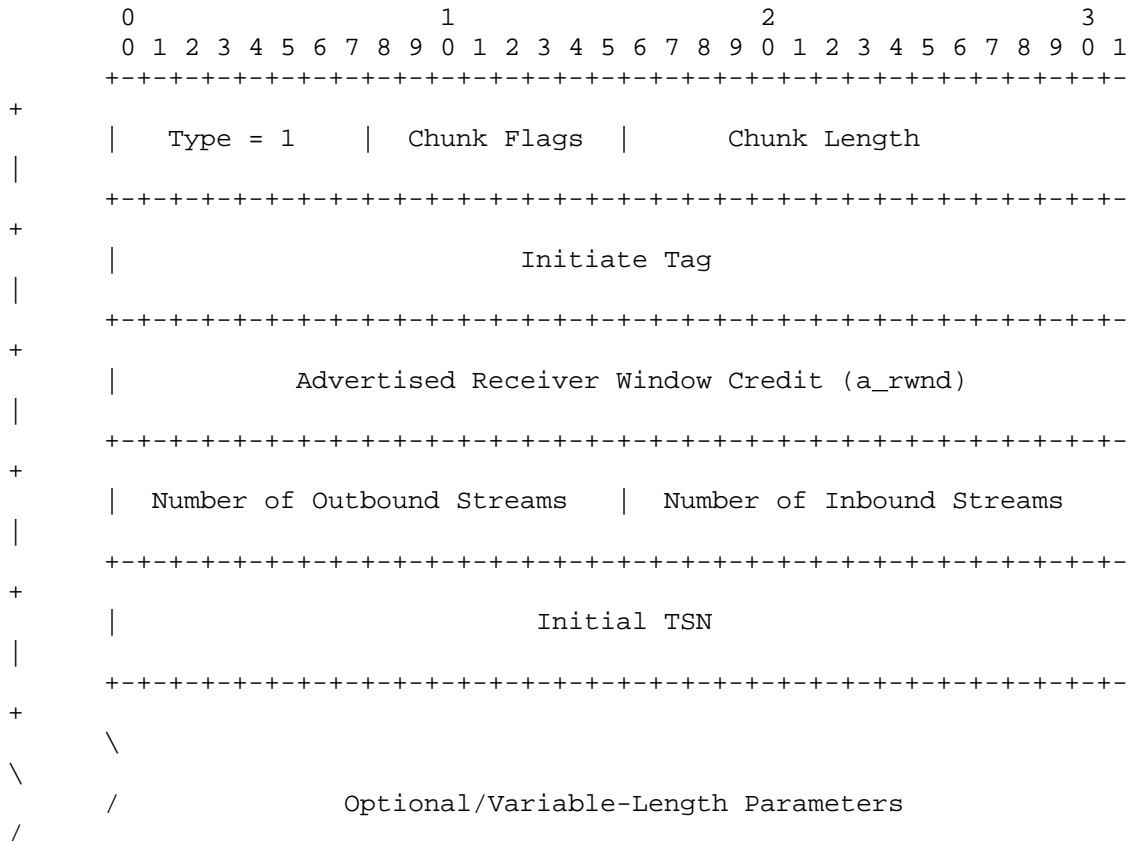 0                   1                   2                   3
 0 1 2 3 4 5 6 7 8 9 0 1 2 3 4 5 6 7 8 9 0 1 2 3 4 5 6 7 8 9 0 1
+-+-+-+-+-+-+-+-+-+-+-+-+-+-+-+-+-+-+-+-+-+-+-+-+-+-+-+-+-+-+-+-
+
|   Type = 1    |  Chunk Flags  |      Chunk Length
|
+-+-+-+-+-+-+-+-+-+-+-+-+-+-+-+-+-+-+-+-+-+-+-+-+-+-+-+-+-+-+-+-
+
|                         Initiate Tag
|
+-+-+-+-+-+-+-+-+-+-+-+-+-+-+-+-+-+-+-+-+-+-+-+-+-+-+-+-+-+-+-+-
+
|           Advertised Receiver Window Credit (a_rwnd)
|
+-+-+-+-+-+-+-+-+-+-+-+-+-+-+-+-+-+-+-+-+-+-+-+-+-+-+-+-+-+-+-+-
+
|  Number of Outbound Streams   |  Number of Inbound Streams
|
+-+-+-+-+-+-+-+-+-+-+-+-+-+-+-+-+-+-+-+-+-+-+-+-+-+-+-+-+-+-+-+-
+
|                          Initial TSN
|
+-+-+-+-+-+-+-+-+-+-+-+-+-+-+-+-+-+-+-+-+-+-+-+-+-+-+-+-+-+-+-+-
+
\
\
/              Optional/Variable-Length Parameters
/